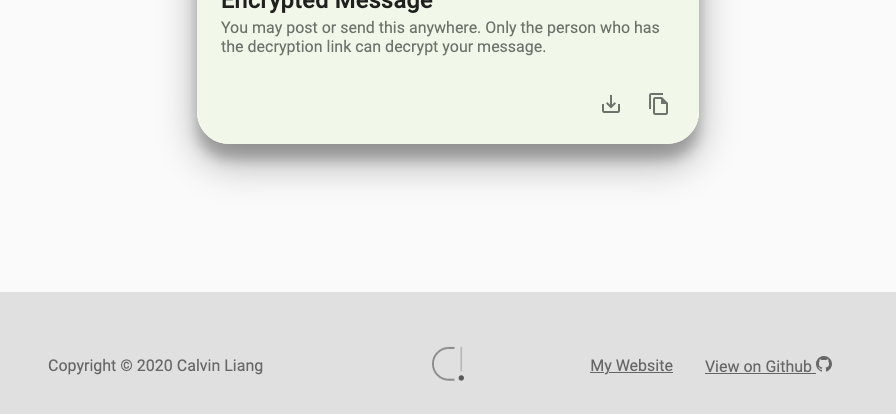 Encrypted Message
You may post or send this anywhere. Only the person who has
the decryption link can decrypt your message.
Copyright © 2020 Calvin Liang
My Website
View on Github